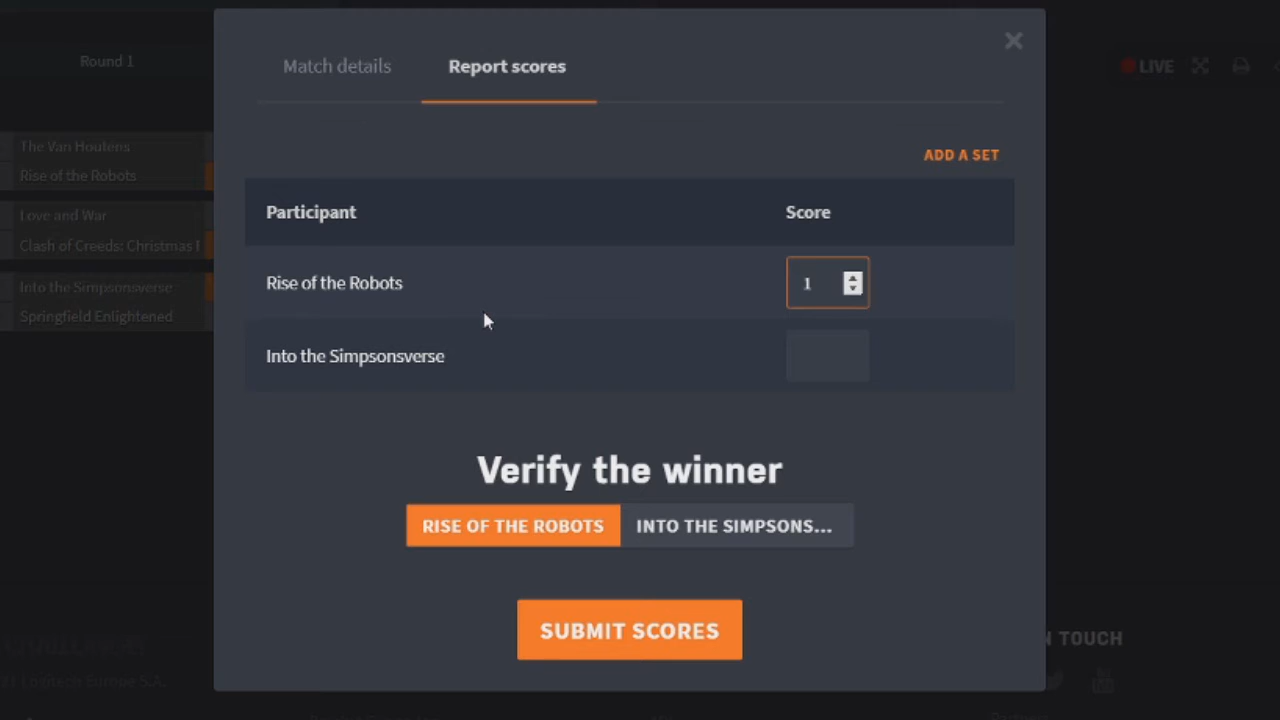 Match details
Report scores
Round 1
LIVE
The Van Houtens
Rise of the Robots
Love and War
Clash of Creeds: Christmas
Into the Simpsonsverse
Springfield Enlightened
ADD A SET
Participant
Score
Rise of the Robots
1
Into the Simpsonsverse
Verify the winner
RISE OF THE ROBOTS
INTO THE SIMPSONS...
SUBMIT SCORES
N TOUCH
Logitech Europe S.A.